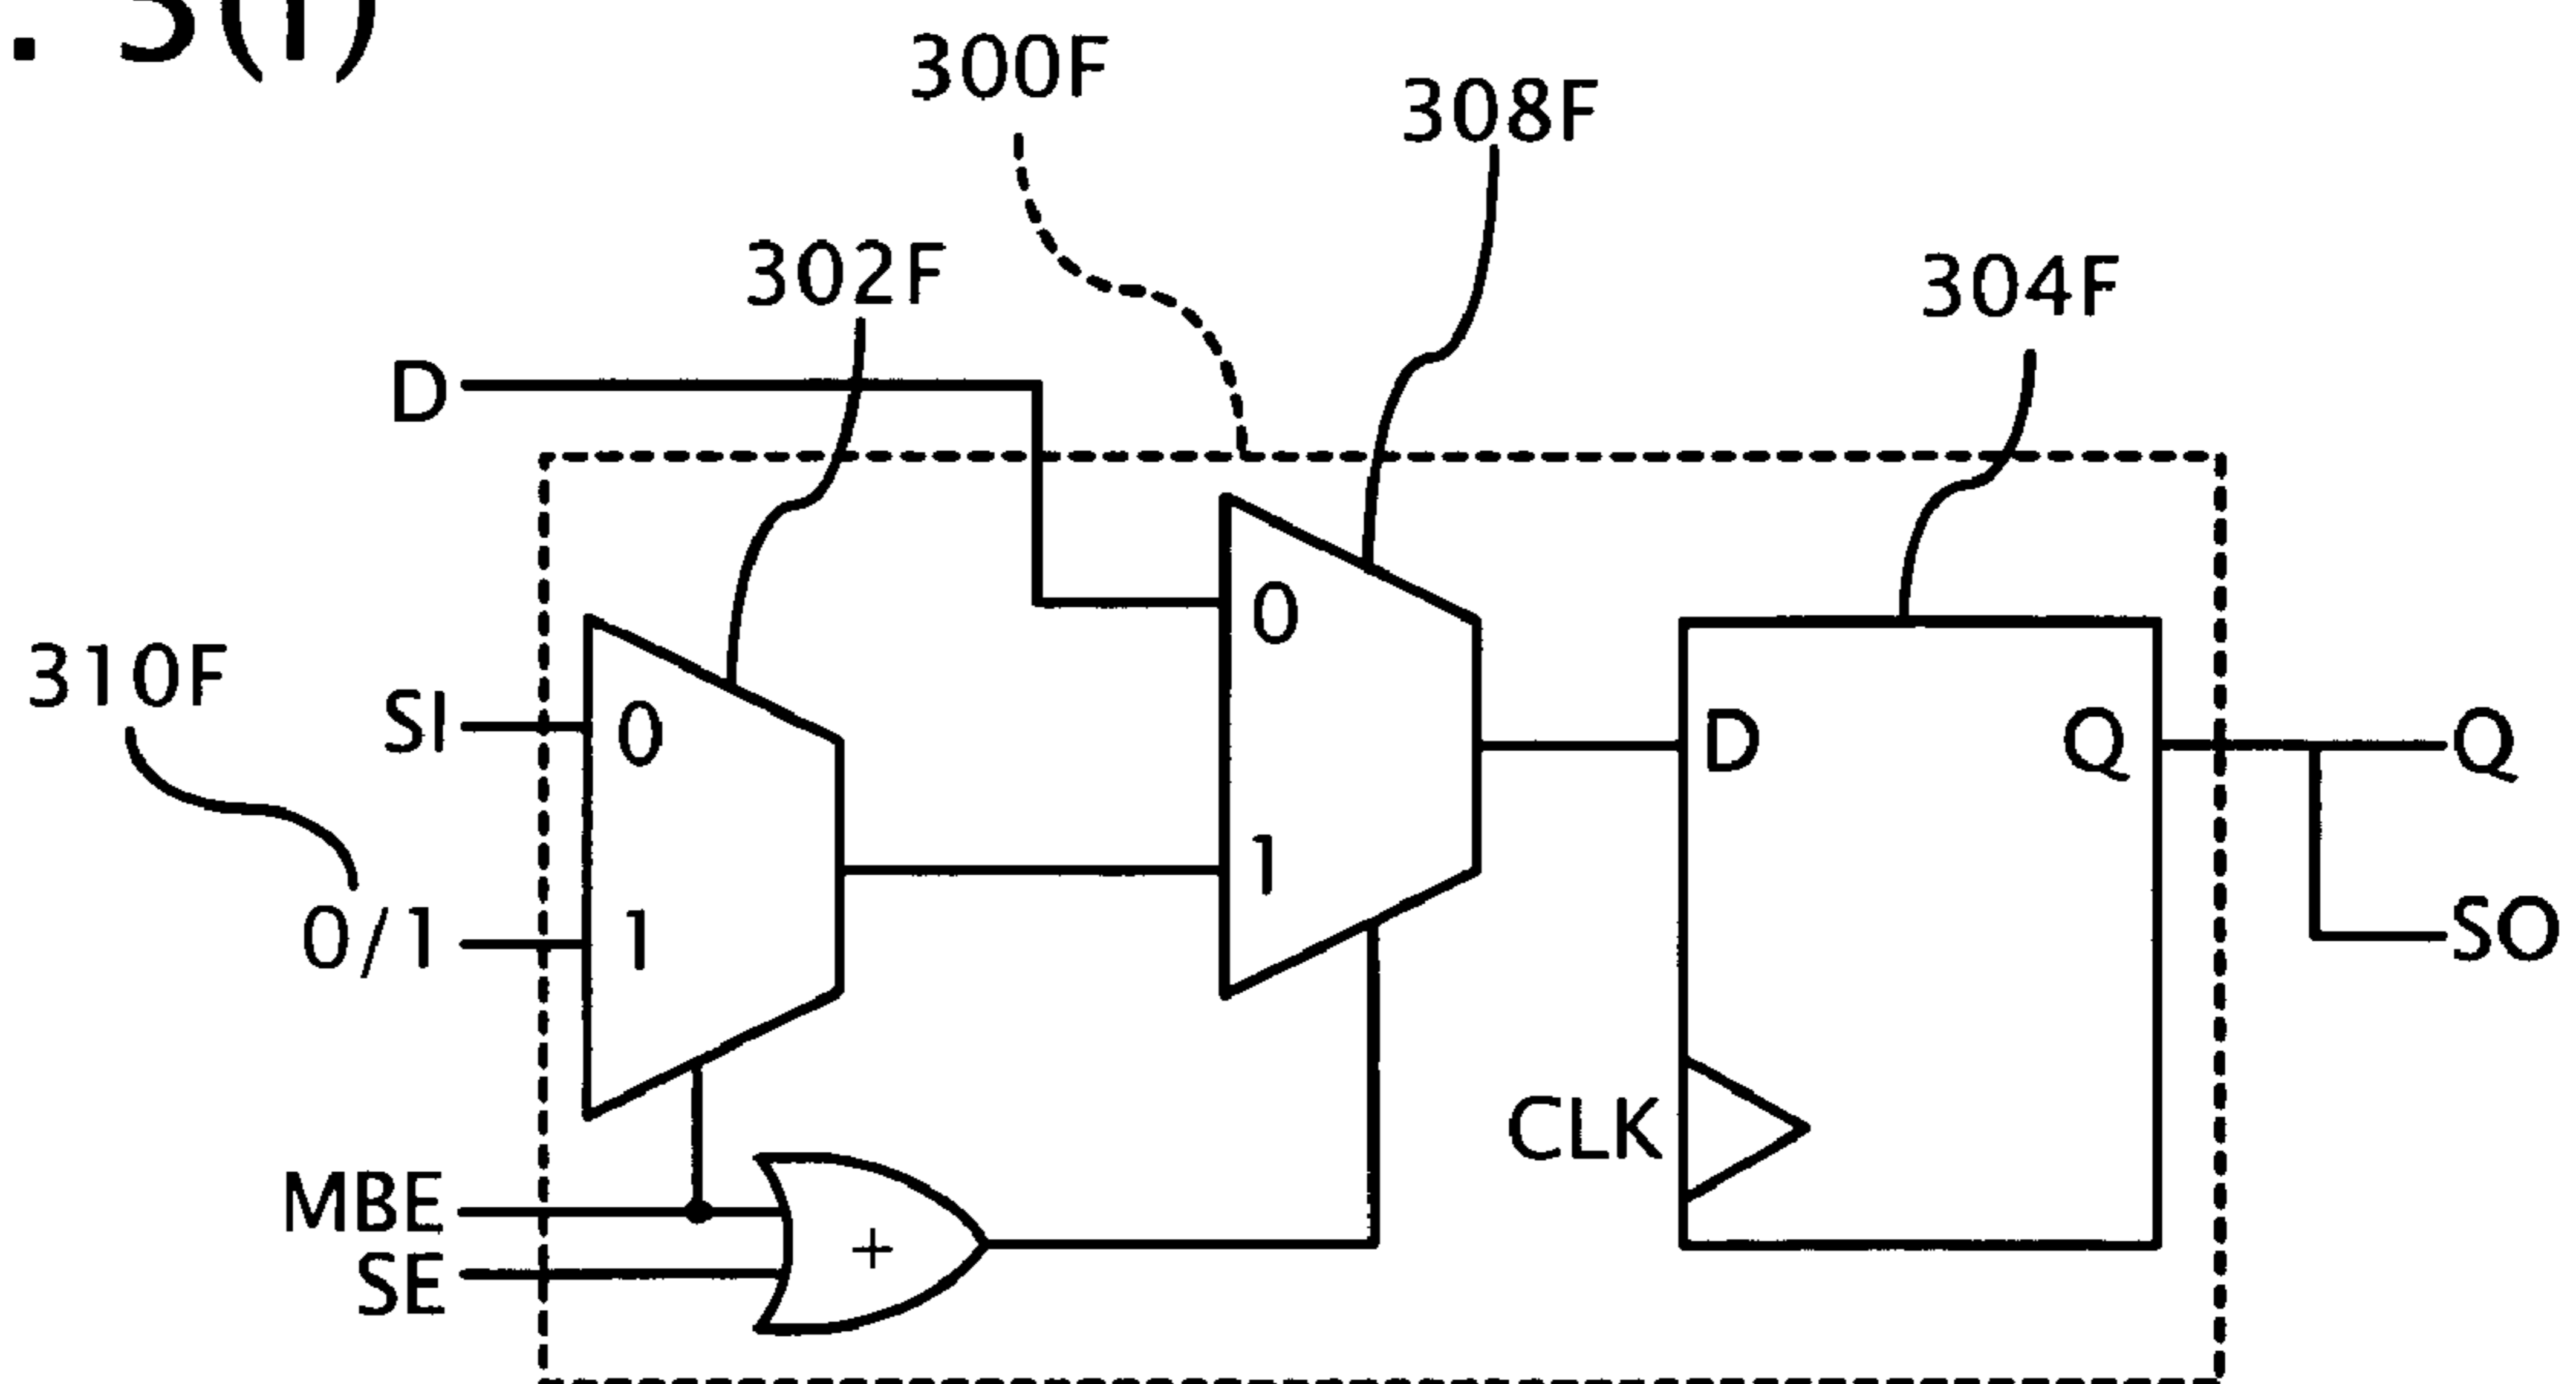 . 3(f)
300F
308F
302F
304F
D
310F
SI
0
0
1
0/1
1
D
Q
Q
SO
CLK
MBE
SE
+